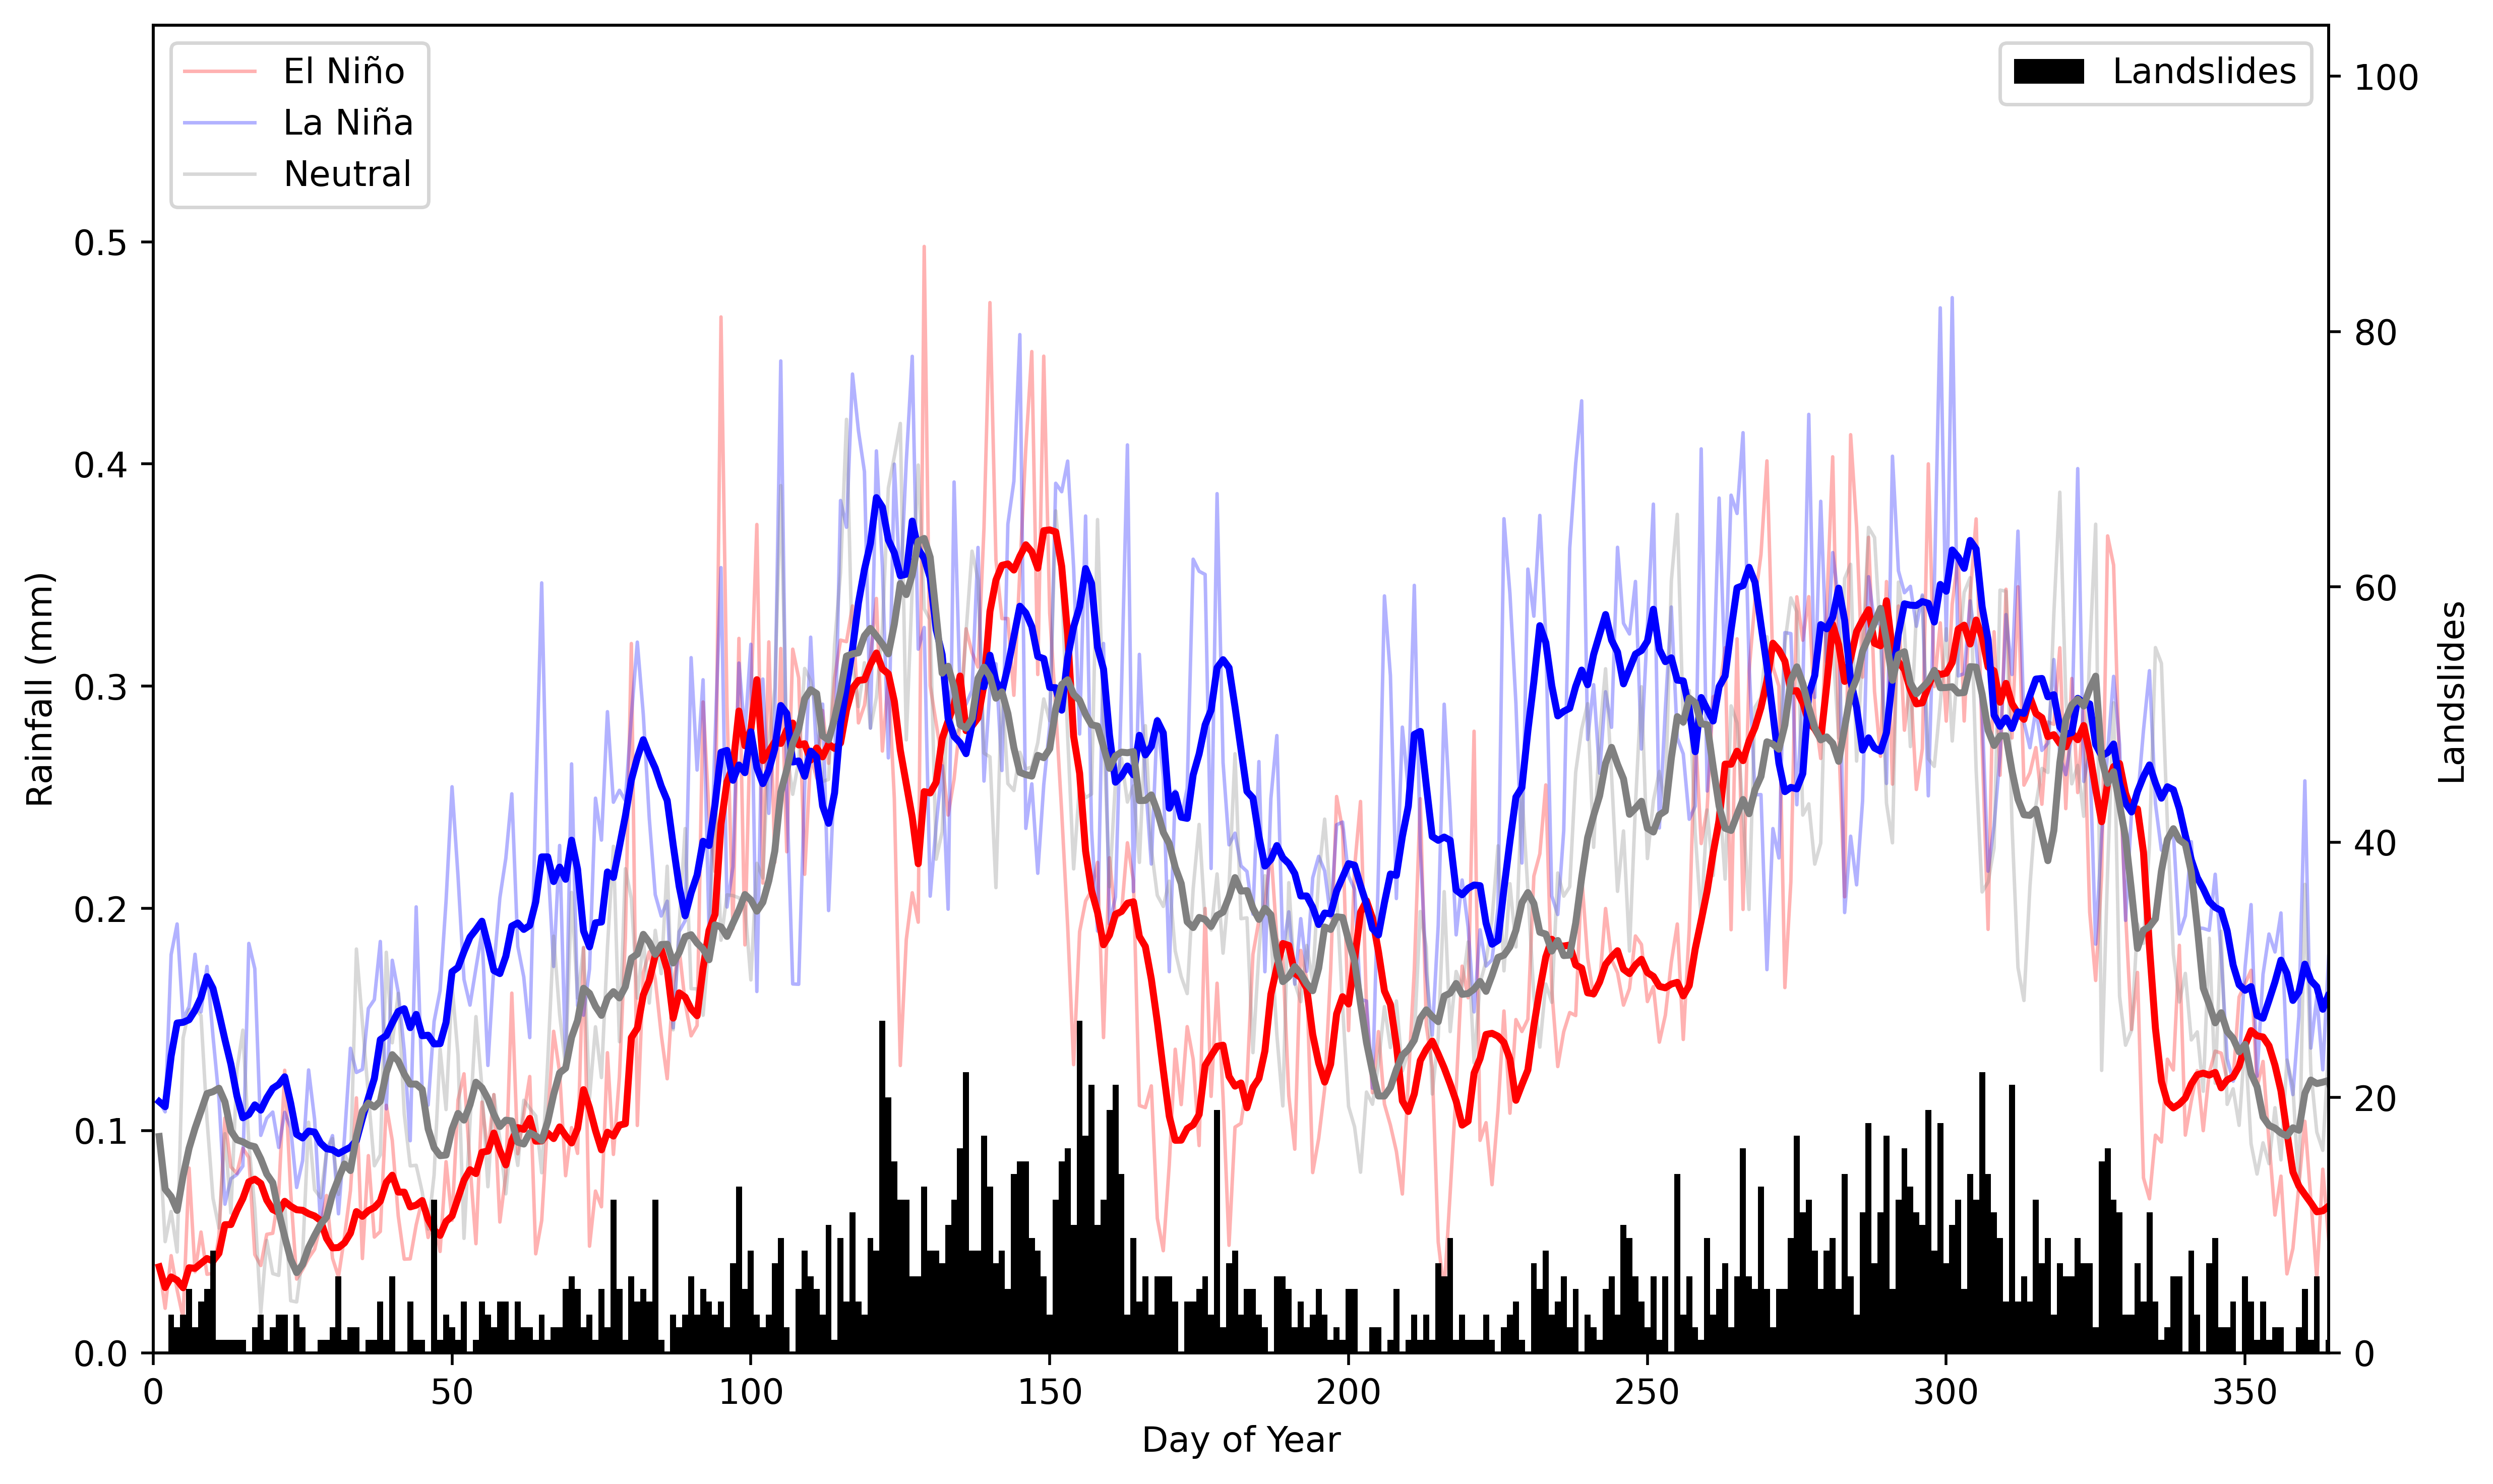 El Niño
La Niña
Neutral
Landslides
0.5
0.4
0.3
0.2
0.1
0.0
Rainfall (mm)
100
80
60
40
20
0
Landslides
0 50 100 150 200 250 300 350
Day of Year